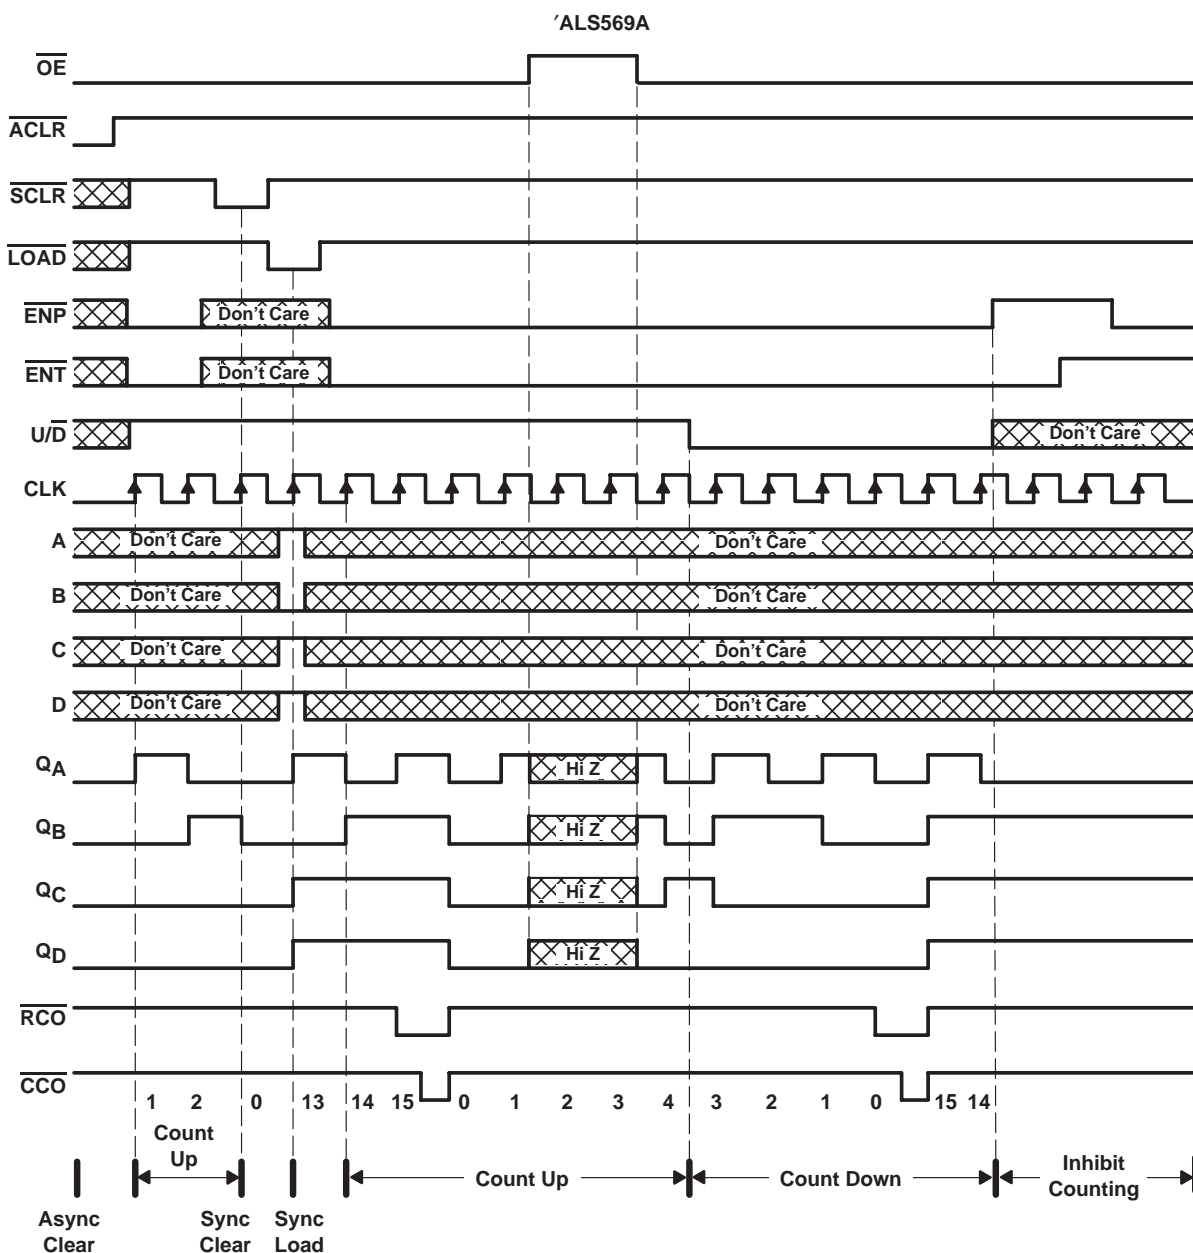 ′ALS569A
OE
ACLR
SCLR
LOAD
ENP Don't Care
ENT Don't Care
U/D Don't Care
CLK
A Don't Care Don't Care
B Don't Care Don't Care
C Don't Care Don't Care
D Don't Care Don't Care
QA Hi Z
QB Hi Z
QC Hi Z
QD Hi Z
RCO
CCO
1 2 0 13 14 15 0 1 2 3 4 3 2 1 0 15 14
Count
Up
Count Up
Count Down
Inhibit
Counting
Async
Clear
Sync
Clear
Sync
Load